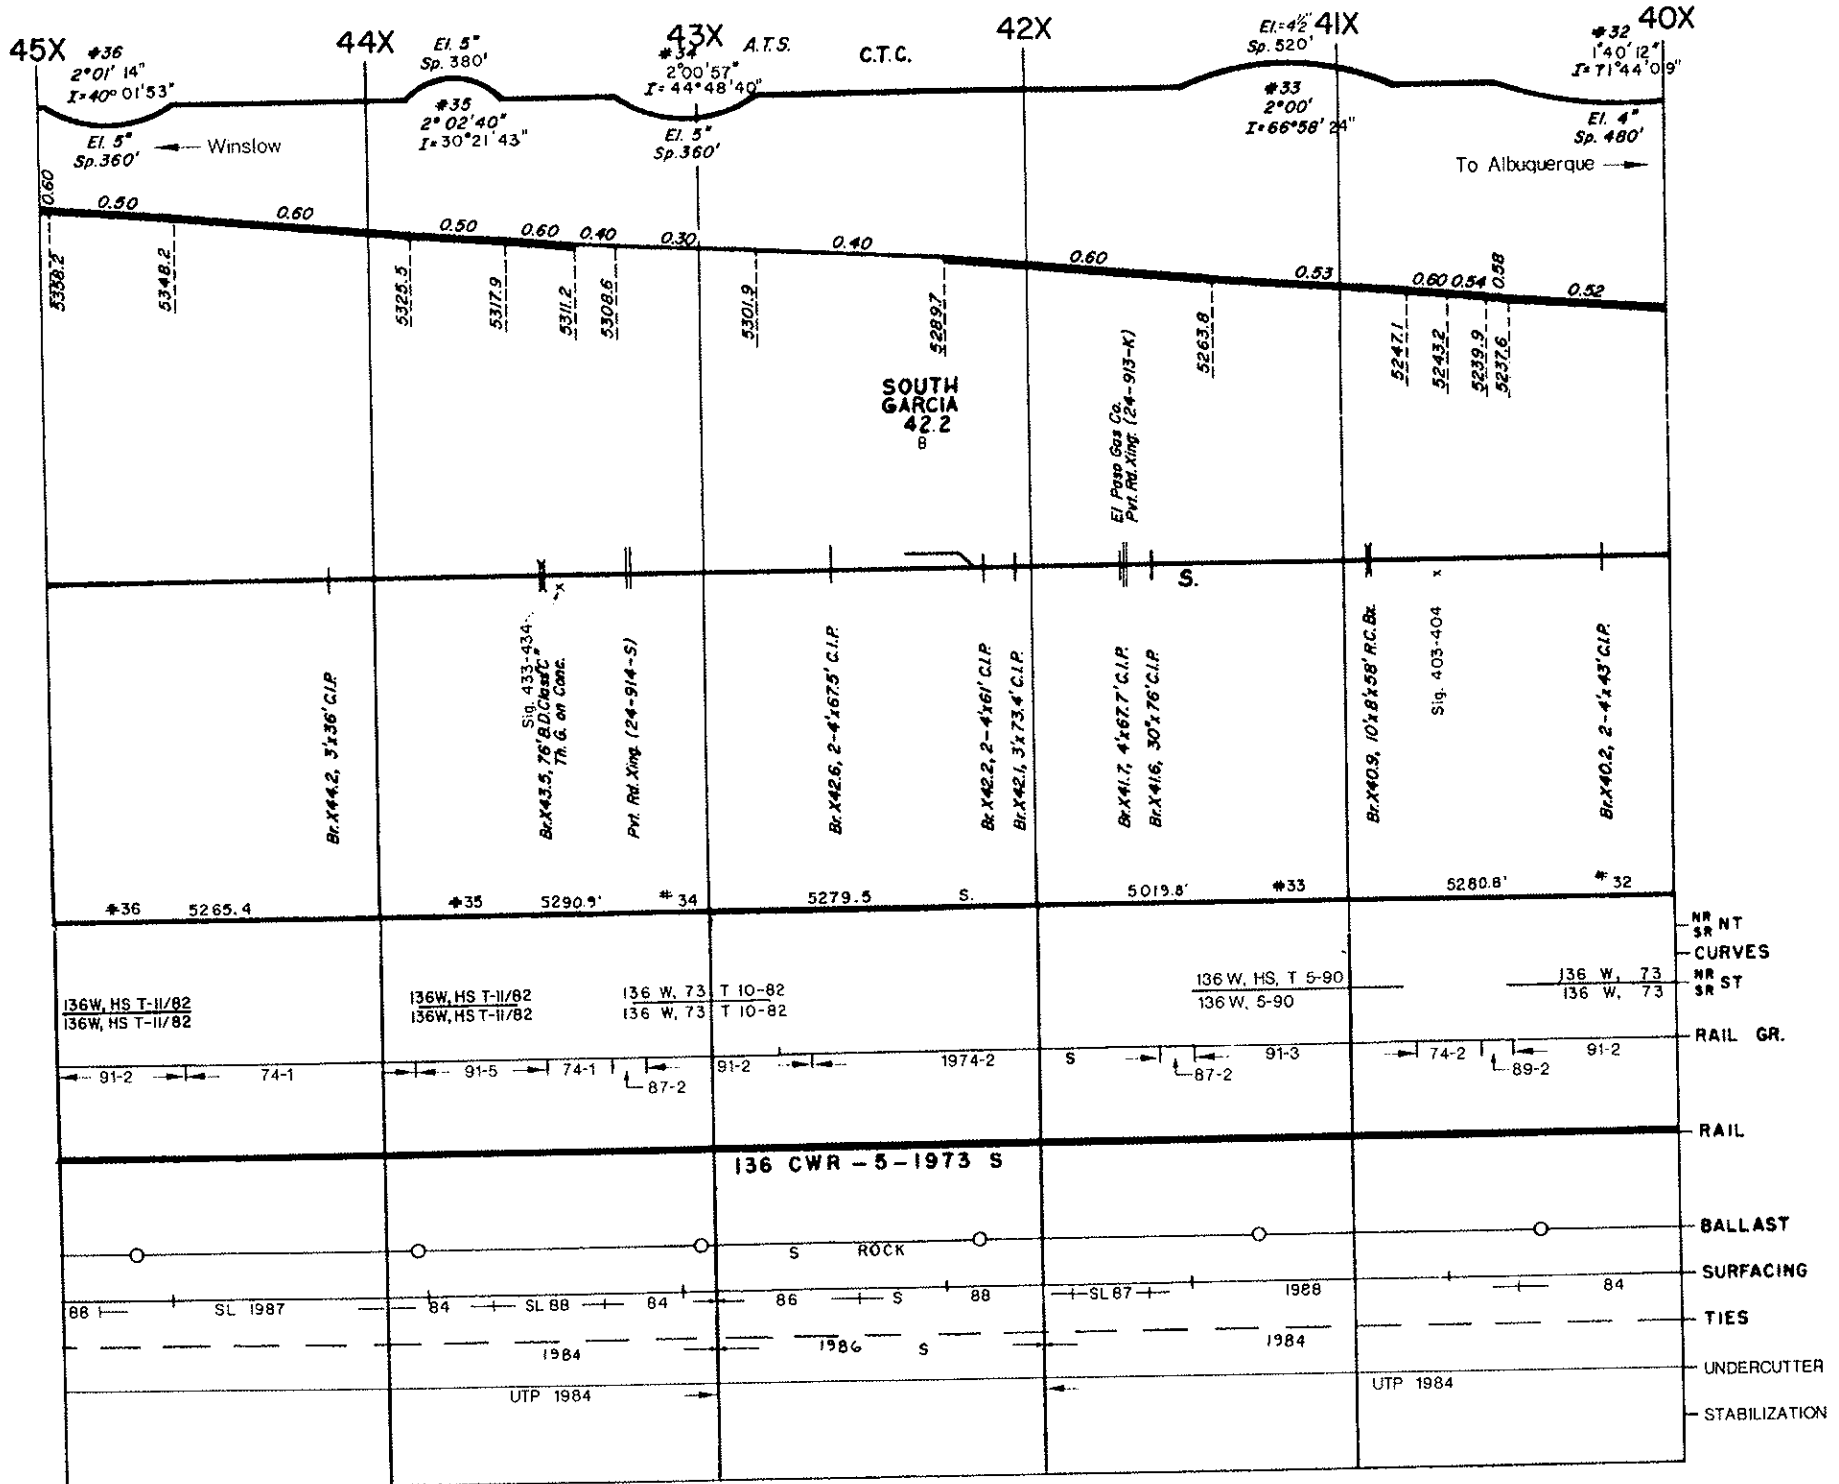 45X
44X
43X
42X
41X
40X
#36
2°01' 14"
I=40°01'53"
El. 5"
Sp.360'
Winslow
El. 5"
Sp. 380'
#35
2°02'40"
I=30°21'43"
#34
2°00'57"
I=44°48'40"
El. 5"
Sp.360'
A.T.S.
C.T.C.
El.=4½"
Sp. 520'
#33
2°00'
I=66°58'24"
#32
1°40'12"
I=71°44'09"
El. 4"
Sp. 480'
To Albuquerque
0.60
0.50
0.60
0.50
0.60
0.40
0.30
0.40
0.60
0.53
0.60
0.54
0.58
0.52
5358.2
5348.2
5325.5
5317.9
5311.2
5308.6
5301.9
5289.7
5263.8
5247.1
5243.2
5239.9
5237.6
SOUTH
GARCIA
42.2
B
El Paso Gas Co.
Pvt. Rd. Xing. (24-913-K)
S.
Br.X44.2, 3'x36' C.I.P.
Sig. 433-434
Br.X43.5, 76' B.D.Class"C"
Th. G. on Conc.
Pvt. Rd. Xing. (24-914-S)
Br.X42.6, 2-4'x67.5' C.I.P.
Br.X42.2, 2-4'x61' C.I.P.
Br.X42.1, 3'x73.4' C.I.P.
Br.X41.7, 4'x67.7' C.I.P.
Br.X41.6, 30"x76' C.I.P.
Br.X40.9, 10'x8'x58' R.C.Bx.
Sig. 403-404
Br.X40.2, 2-4'x43' C.I.P.
#36
5265.4
#35
5290.9'
#34
5279.5
S.
5019.8'
#33
5280.8'
#32
NR
SR NT
CURVES
NR
SR ST
136W, HS T-11/82
136W, HS T-11/82
136W, HS T-11/82
136W, HS T-11/82
136 W, 73 T 10-82
136 W, 73 T 10-82
136 W, HS, T 5-90
136 W, 5-90
136 W, 73
136 W, 73
RAIL GR.
91-2
74-1
91-5
74-1
87-2
91-2
1974-2
S
87-2
91-3
74-2
89-2
91-2
RAIL
136 CWR-5-1973 S
BALLAST
S
ROCK
SURFACING
88
SL 1987
84
SL 88
84
86
S
88
SL 87
1988
84
TIES
1984
1986
S
1984
UNDERCUTTER
UTP 1984
UTP 1984
STABILIZATION